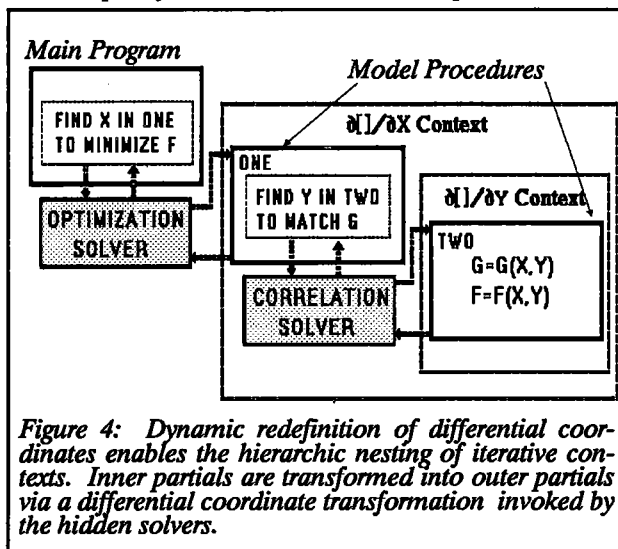 Main Program
Model Procedures
FIND X IN ONE
TO MINIMIZE F
∂[]/∂X Context
OPTIMIZATION
SOLVER
ONE
FIND Y IN TWO
TO MATCH G
∂[]/∂Y Context
TWO
G=G(X,Y)
F=F(X,Y)
CORRELATION
SOLVER
Figure 4: Dynamic redefinition of differential coor-
dinates enables the hierarchic nesting of iterative con-
texts. Inner partials are transformed into outer partials
via a differential coordinate transformation invoked by
the hidden solvers.